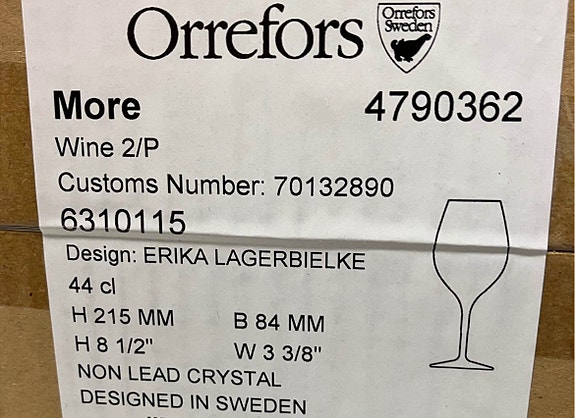 Orrefors
Orrefors
Sweden
More 4790362
Wine 2/P
Customs Number: 70132890
6310115
Design: ERIKA LAGERBIELKE
44 cl
H 215 MM B 84 MM
H 8 1/2" W 3 3/8"
NON LEAD CRYSTAL
DESIGNED IN SWEDEN